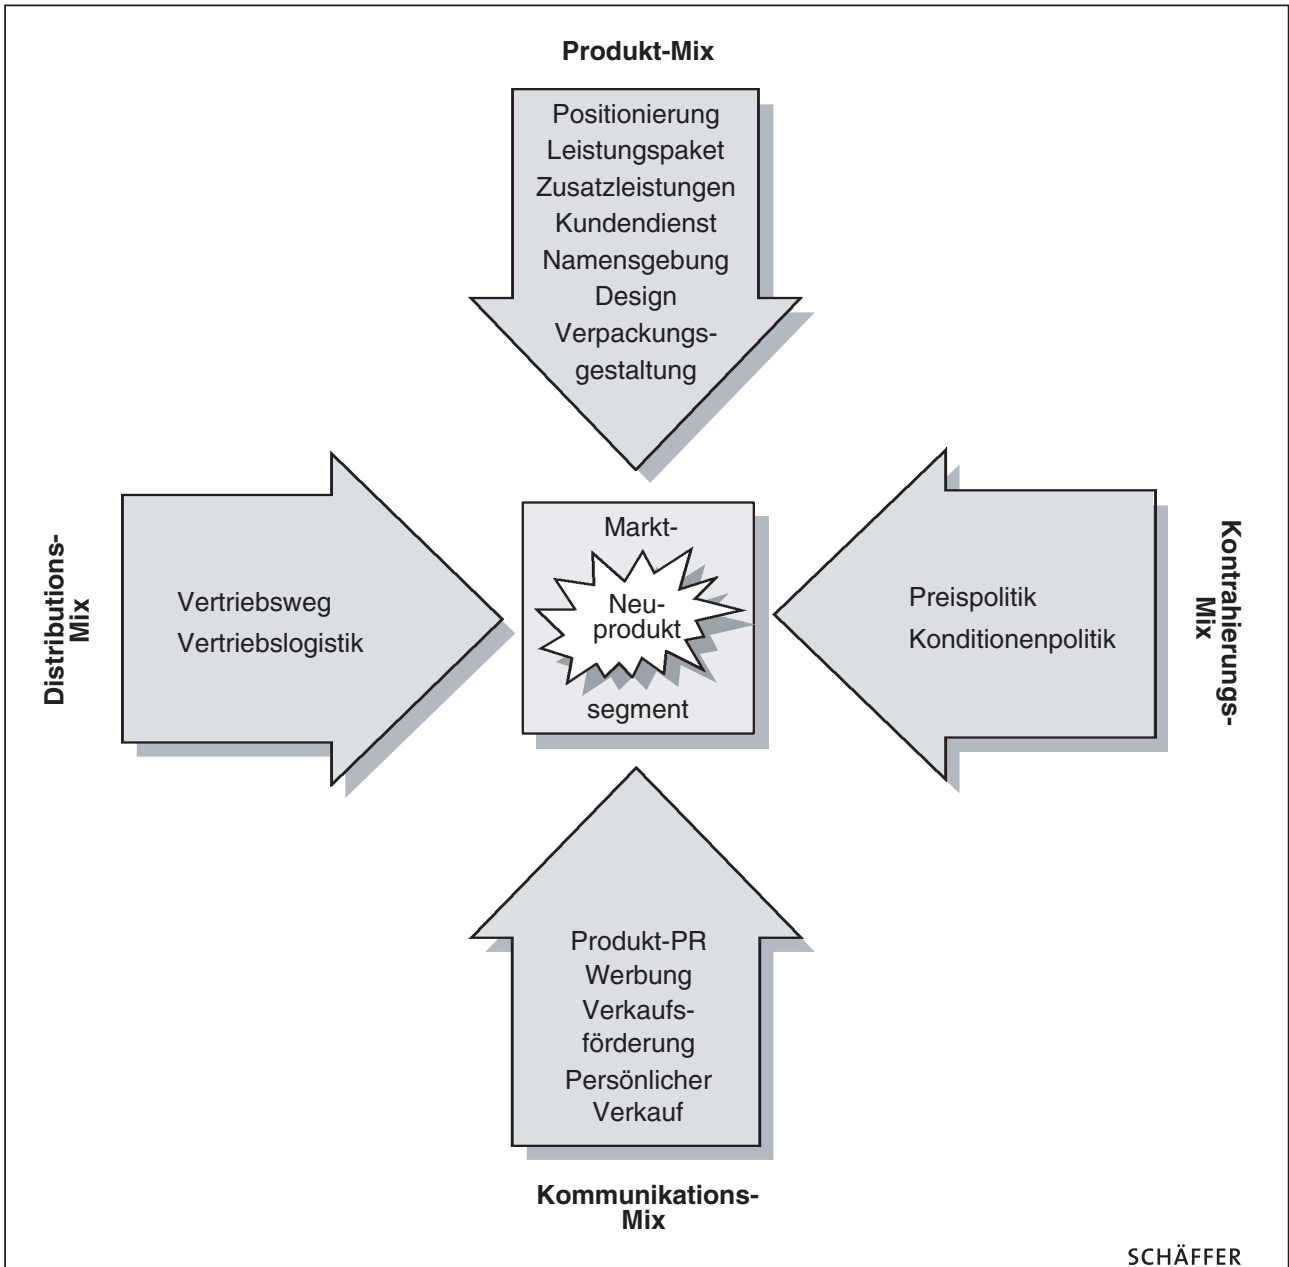 Produkt-Mix
Positionierung
Leistungspaket
Zusatzleistungen
Kundendienst
Namensgebung
Design
Verpackungs-
gestaltung
Distributions-
Mix
Vertriebsweg
Vertriebslogistik
Markt-
Neu-
produkt
segment
Preispolitik
Konditionenpolitik
Kontrahierungs-
Mix
Produkt-PR
Werbung
Verkaufs-
förderung
Persönlicher
Verkauf
Kommunikations-
Mix
SCHÄFFER